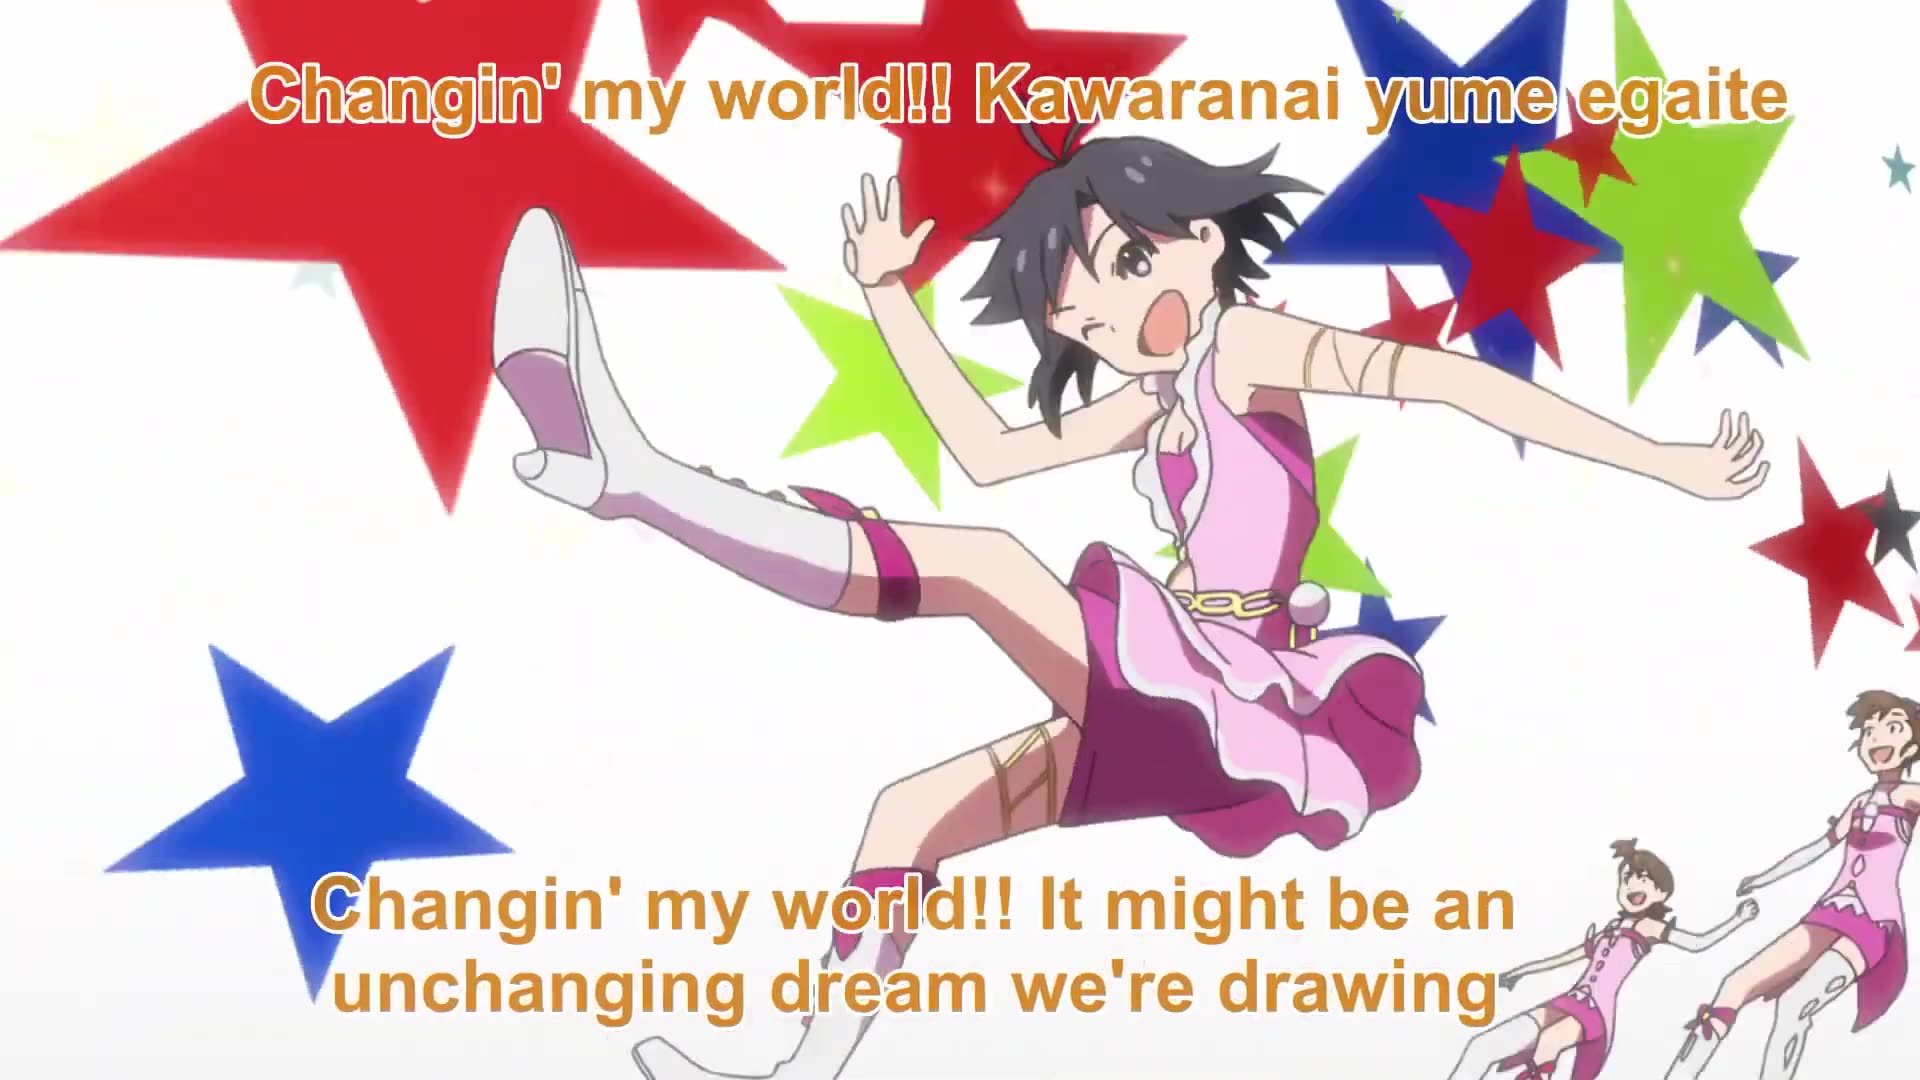 Changin' my world!! Kawaranai yume egaite
Changin' my world!! It might be an
unchanging dream we're drawing